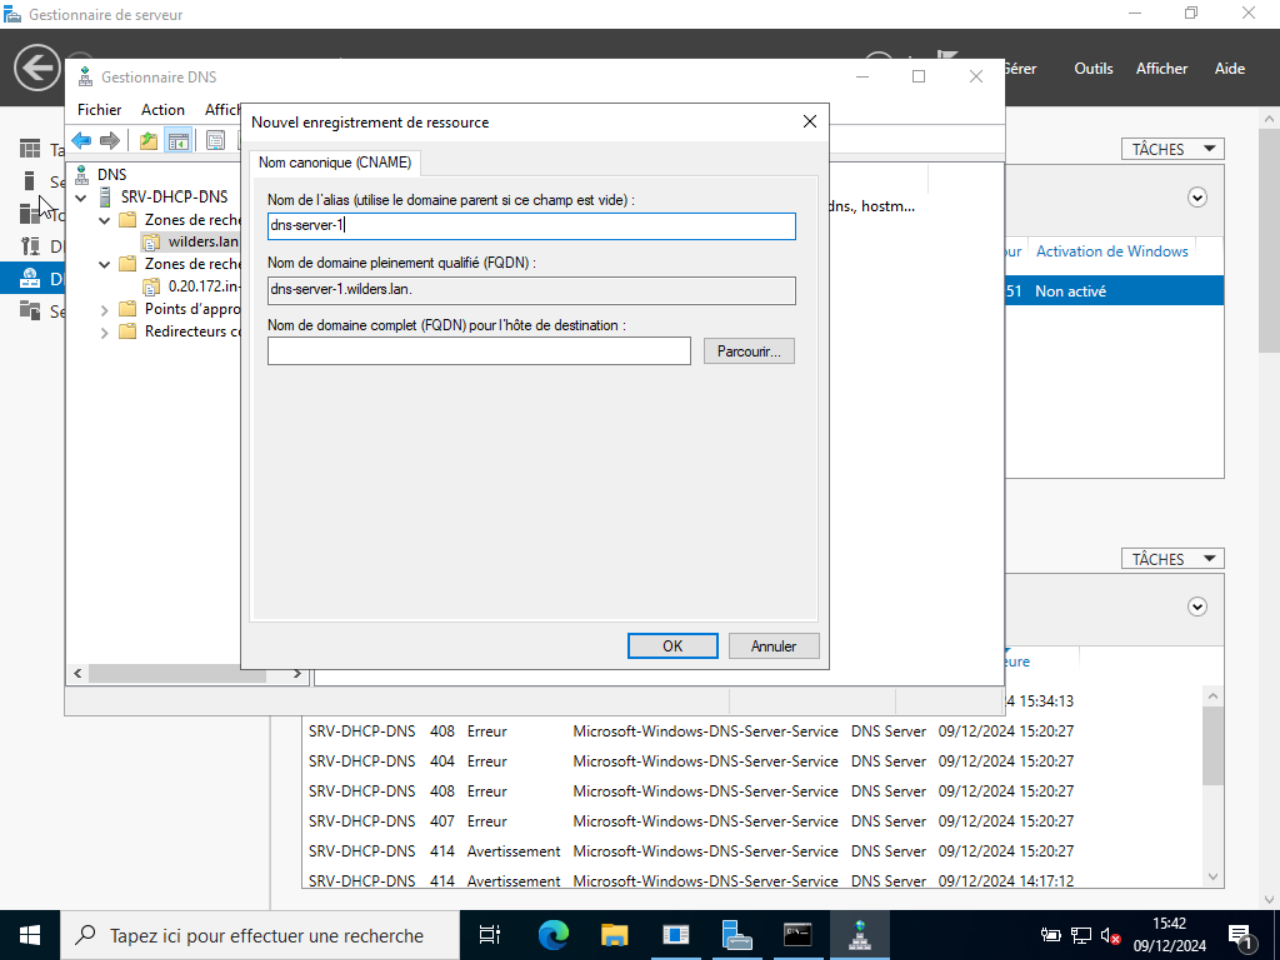 Gestionnaire de serveur
Gérer
Outils
Afficher
Aide
Gestionnaire DNS
Fichier
Action
Nouvel enregistrement de ressource
Nom canonique (CNAME)
Nom de l'alias (utilise le domaine parent si ce champ est vide) :
dns-server-1
Nom de domaine pleinement qualifié (FQDN) :
dns-server-1.wilders.lan.
Nom de domaine complet (FQDN) pour l'hôte de destination :
Parcourir...
OK
Annuler
DNS
SRV-DHCP-DNS
Zones de reche
wilders.lan
Zones de reche
0.20.172.in-
Points d'appro
Redirecteurs c
dns., hostm...
TÂCHES
Activation de Windows
51 Non activé
TÂCHES
eure
4 15:34:13
SRV-DHCP-DNS 408 Erreur Microsoft-Windows-DNS-Server-Service DNS Server 09/12/2024 15:20:27
SRV-DHCP-DNS 404 Erreur Microsoft-Windows-DNS-Server-Service DNS Server 09/12/2024 15:20:27
SRV-DHCP-DNS 408 Erreur Microsoft-Windows-DNS-Server-Service DNS Server 09/12/2024 15:20:27
SRV-DHCP-DNS 407 Erreur Microsoft-Windows-DNS-Server-Service DNS Server 09/12/2024 15:20:27
SRV-DHCP-DNS 414 Avertissement Microsoft-Windows-DNS-Server-Service DNS Server 09/12/2024 15:20:27
SRV-DHCP-DNS 414 Avertissement Microsoft-Windows-DNS-Server-Service DNS Server 09/12/2024 14:17:12
Tapez ici pour effectuer une recherche
15:42
09/12/2024
1